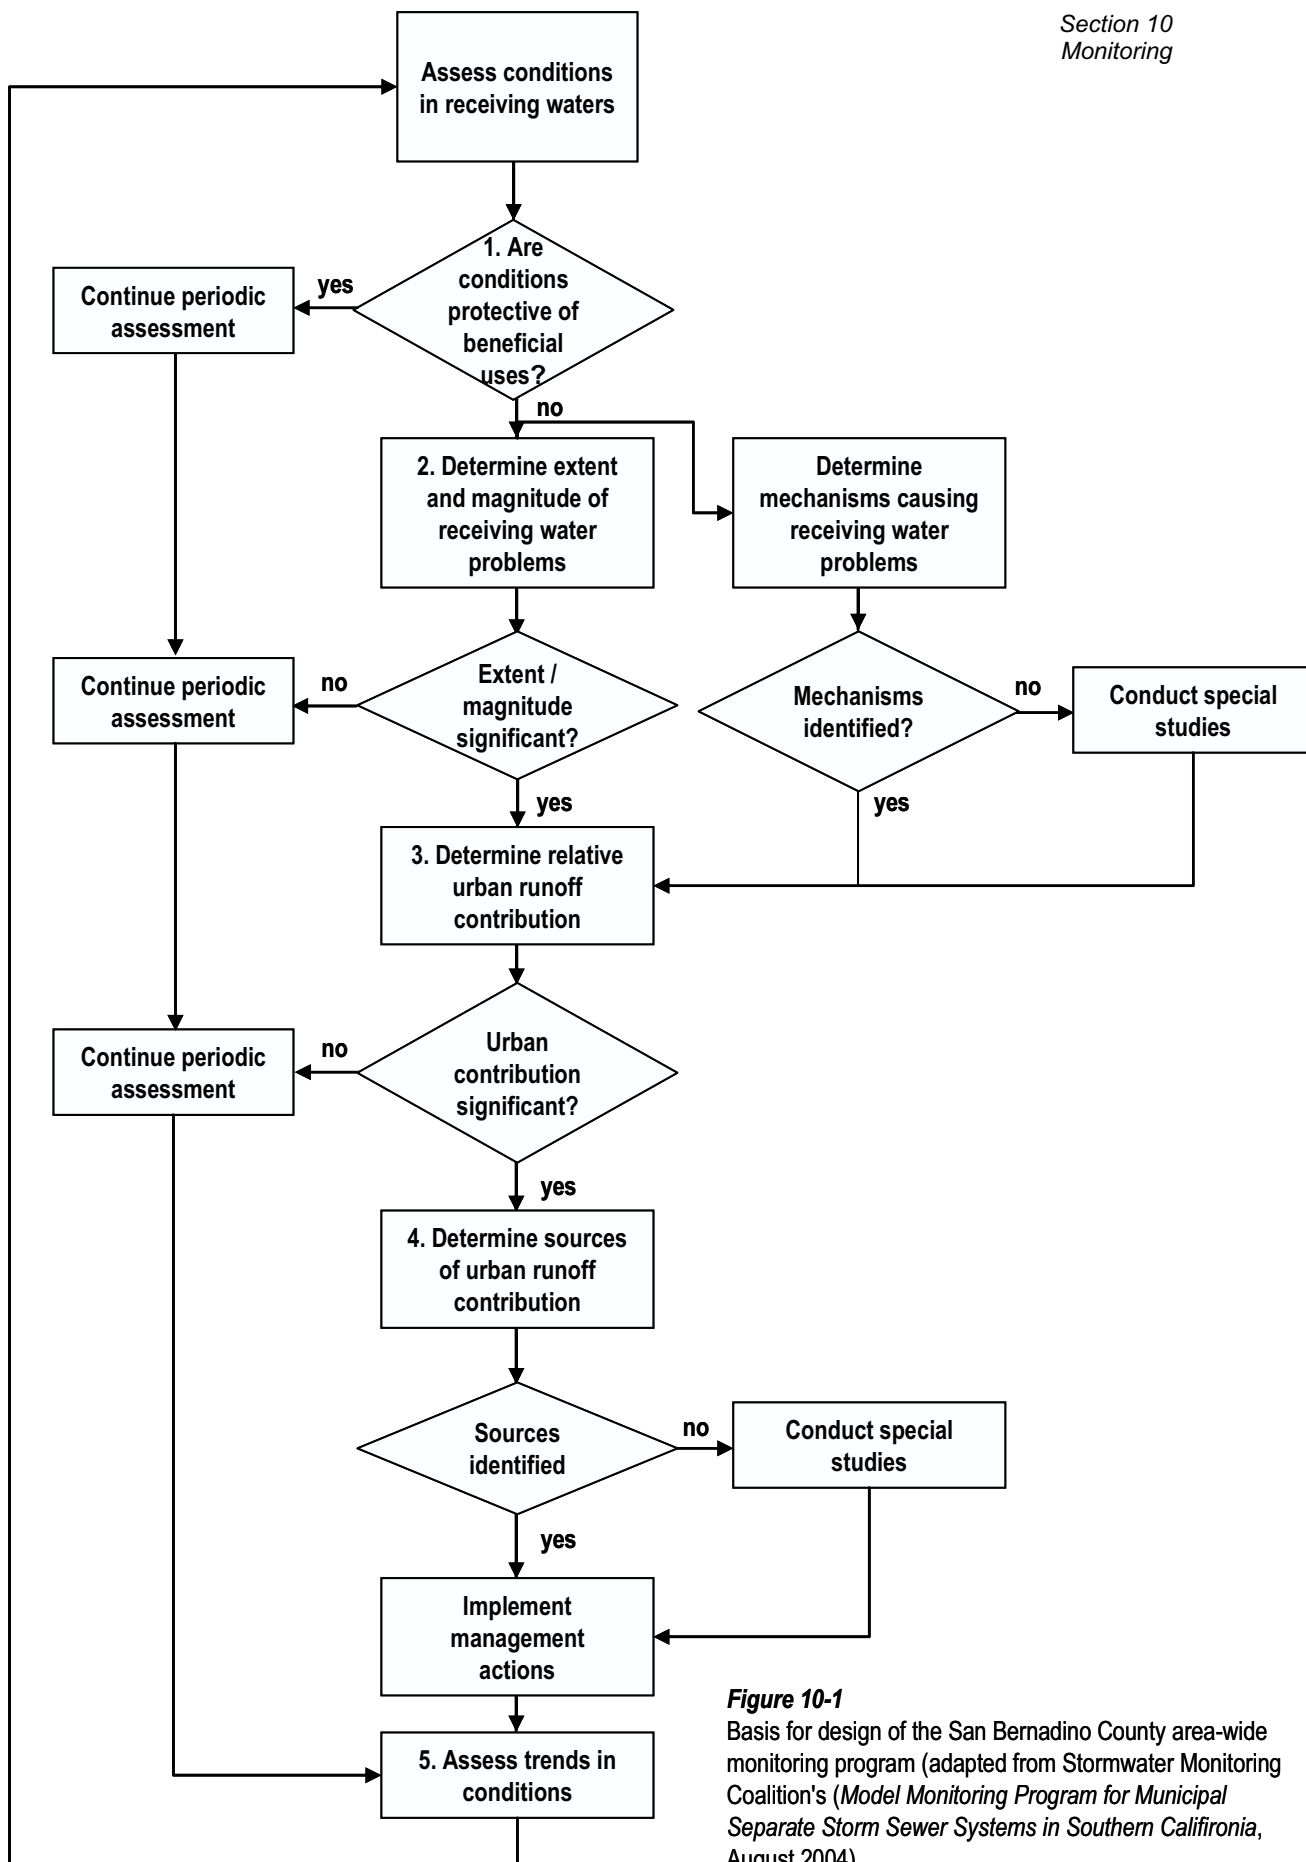 Section 10
Monitoring
Assess conditions
in receiving waters
1. Are
conditions
protective of
beneficial
uses?
yes
Continue periodic
assessment
no
2. Determine extent
and magnitude of
receiving water
problems
Determine
mechanisms causing
receiving water
problems
Extent /
magnitude
significant?
no
Continue periodic
assessment
Mechanisms
identified?
no
Conduct special
studies
yes
yes
3. Determine relative
urban runoff
contribution
Urban
contribution
significant?
no
Continue periodic
assessment
yes
4. Determine sources
of urban runoff
contribution
Sources
identified
no
Conduct special
studies
yes
Implement
management
actions
5. Assess trends in
conditions
Figure 10-1
Basis for design of the San Bernadino County area-wide
monitoring program (adapted from Stormwater Monitoring
Coalition's (Model Monitoring Program for Municipal
Separate Storm Sewer Systems in Southern Califironia,
August 2004)